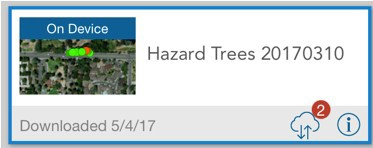 On Device
Hazard Trees 20170310
Downloaded 5/4/17
2